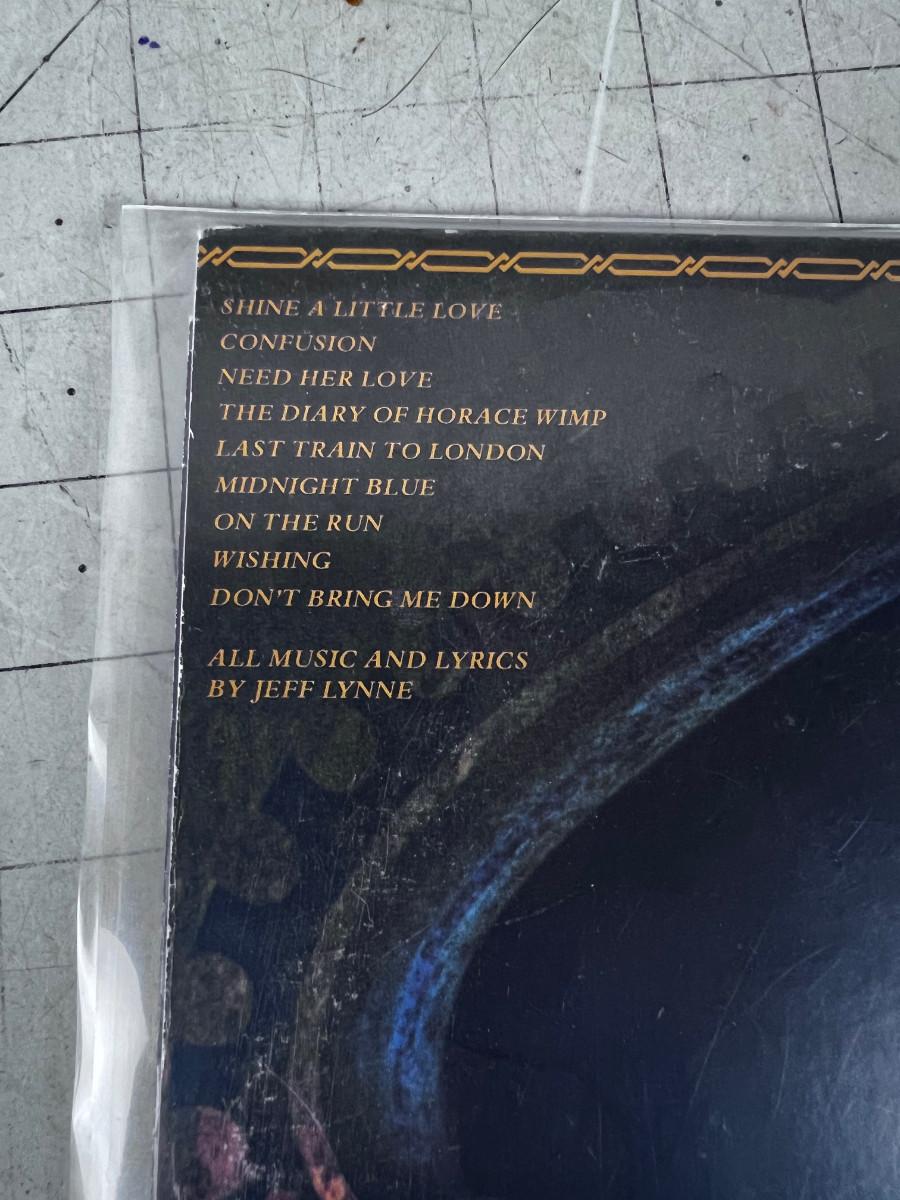 SHINE A LITTLE LOVE
CONFUSION
NEED HER LOVE
THE DIARY OF HORACE WIMP
LAST TRAIN TO LONDON
MIDNIGHT BLUE
ON THE RUN
WISHING
DON'T BRING ME DOWN
ALL MUSIC AND LYRICS
BY JEFF LYNNE